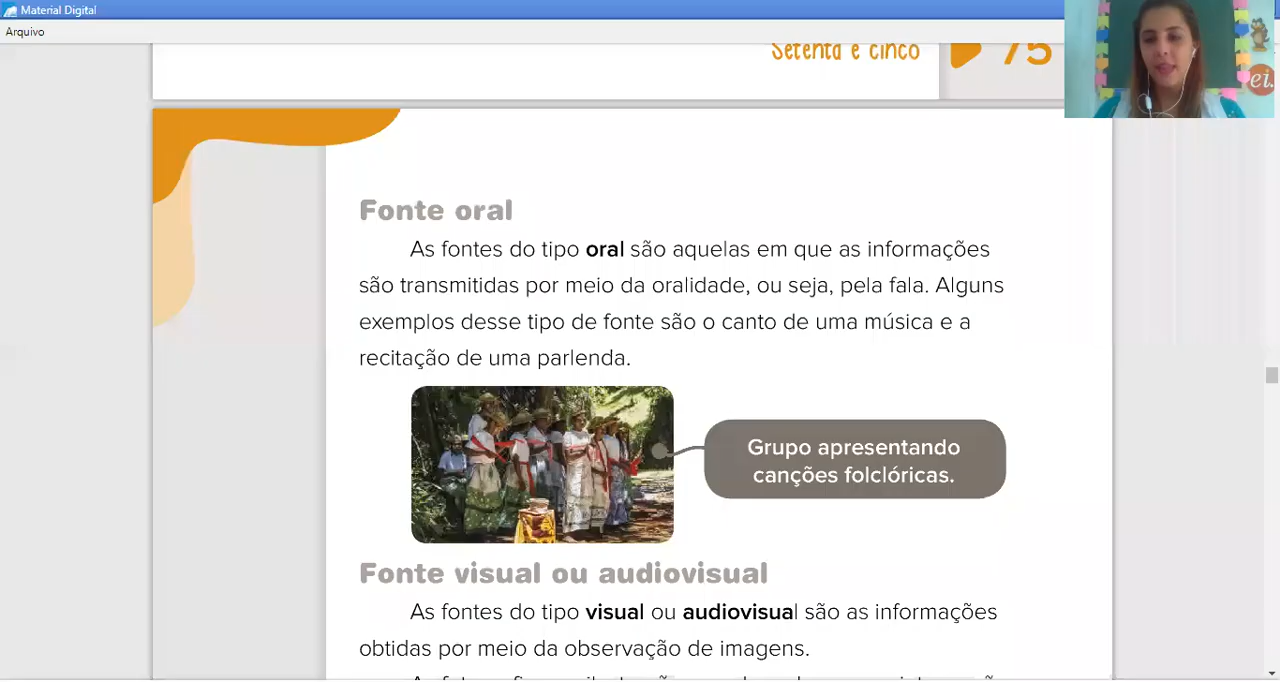 Material Digital
Arquivo
Setenta e cinco
75
ei.
Fonte oral
As fontes do tipo oral são aquelas em que as informações
são transmitidas por meio da oralidade, ou seja, pela fala. Alguns
exemplos desse tipo de fonte são o canto de uma música e a
recitação de uma parlenda.
Grupo apresentando
canções folclóricas.
Fonte visual ou audiovisual
As fontes do tipo visual ou audiovisual são as informações
obtidas por meio da observação de imagens.